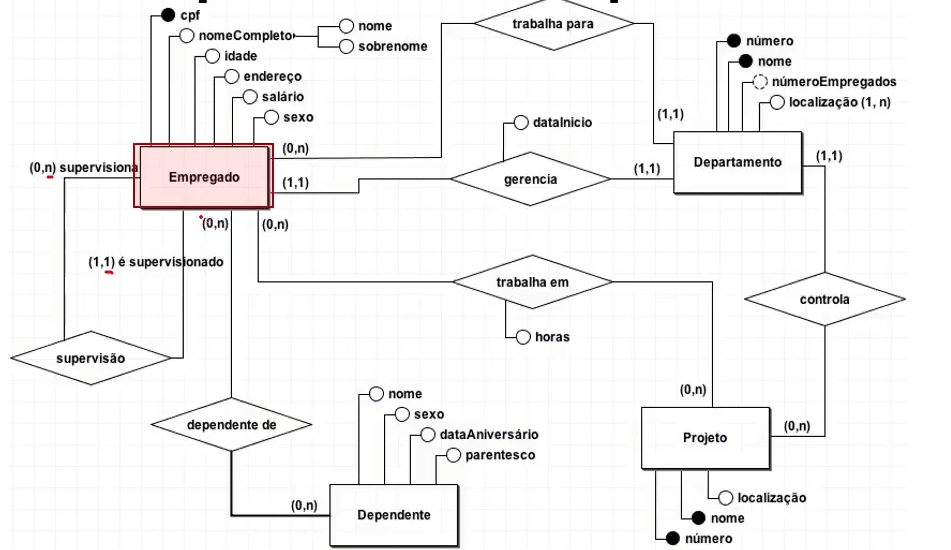 cpf
nomeCompleto
nome
sobrenome
idade
endereço
salário
sexo
trabalha para
número
nome
númeroEmpregados
localização (1, n)
(1,1)
(0,n)
dataInicio
Empregado
(0,n) supervisiona
(1,1)
gerencia
(1,1)
Departamento
(1,1)
(0,n)
(0,n)
(1,1) é supervisionado
trabalha em
horas
controla
supervisão
dependente de
nome
sexo
dataAniversário
parentesco
(0,n)
Dependente
(0,n)
Projeto
(0,n)
localização
nome
número